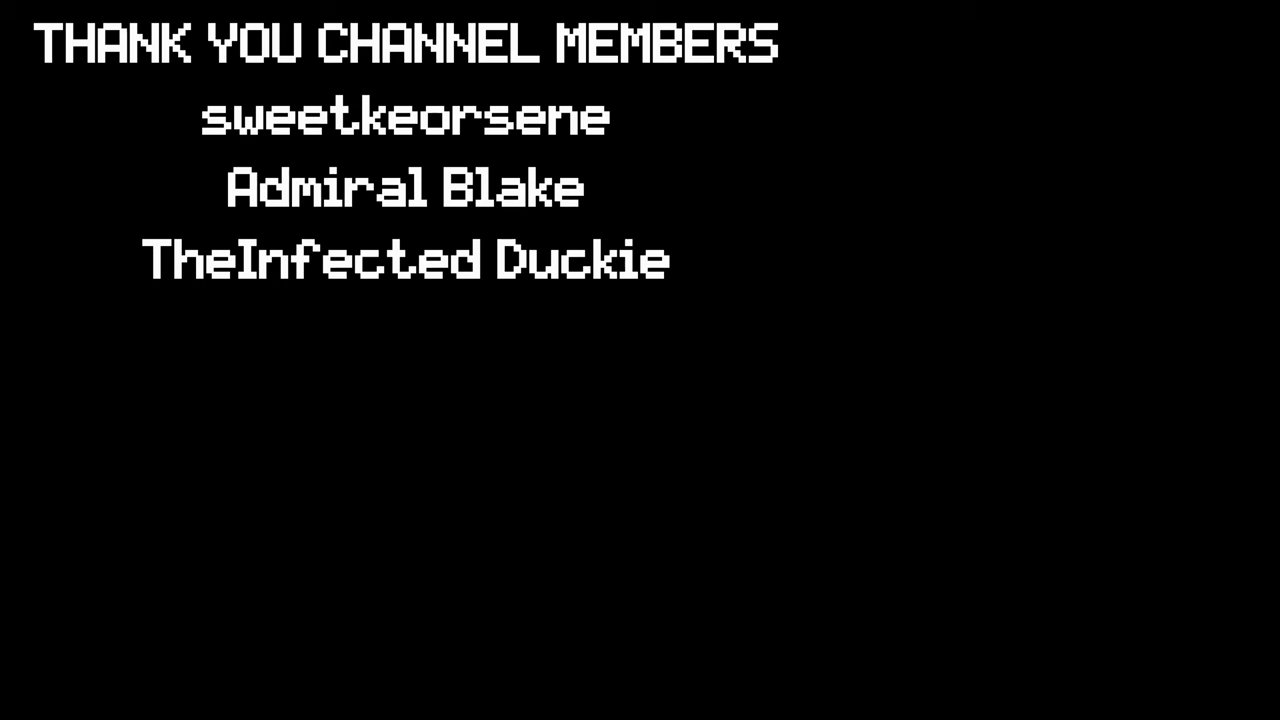 THANK YOU CHANNEL MEMBERS
sweetkeorsene
Admiral Blake
TheInfected Duckie